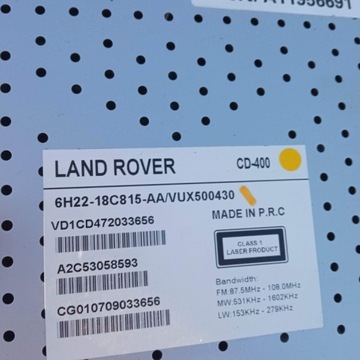 A11956691
LAND ROVER CD-400
6H22-18C815-AA/VUX500430
MADE IN P.R.C
VD1CD472033656
CLASS 1
LASER PRODUCT
A2C53058593
Bandwidth:
FM:87.5MHz - 108.0MHz
MW:531KHz - 1602KHz
LW:153KHz - 279KHz
CG010709033656